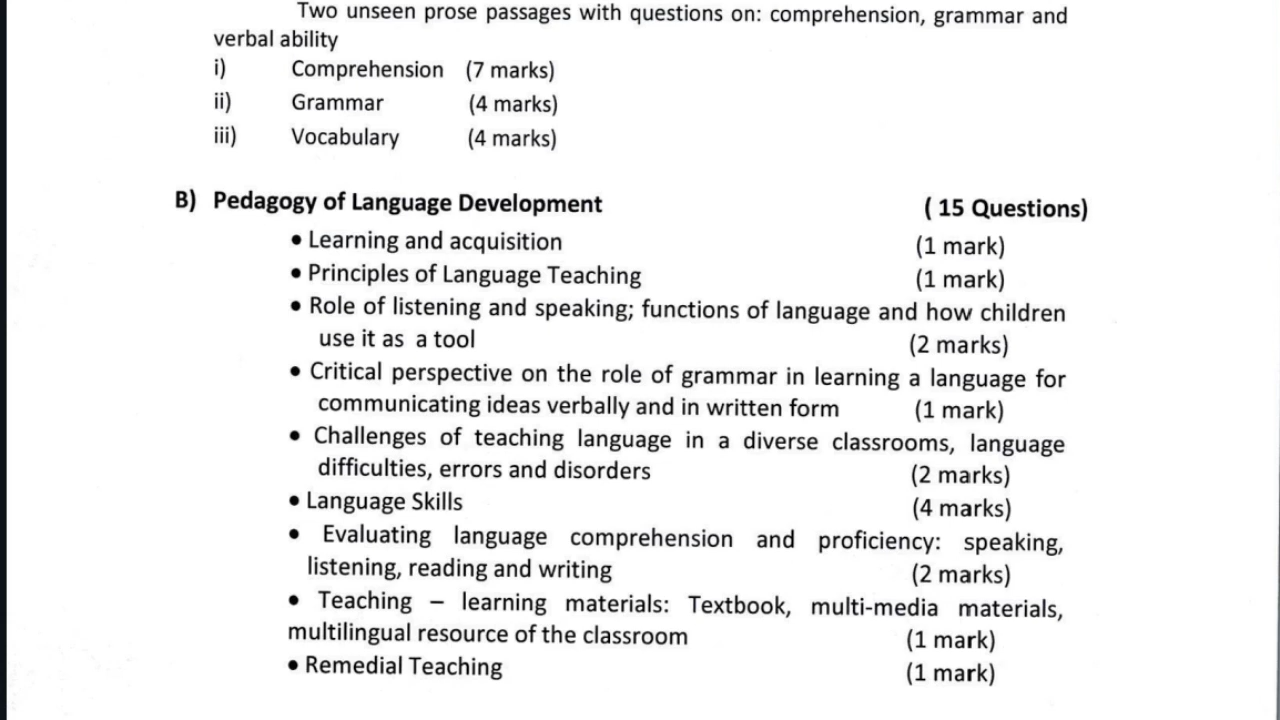 Two unseen prose passages with questions on: comprehension, grammar and
verbal ability
i) Comprehension (7 marks)
ii) Grammar (4 marks)
iii) Vocabulary (4 marks)
B) Pedagogy of Language Development ( 15 Questions)
• Learning and acquisition (1 mark)
• Principles of Language Teaching (1 mark)
• Role of listening and speaking; functions of language and how children
use it as a tool (2 marks)
• Critical perspective on the role of grammar in learning a language for
communicating ideas verbally and in written form (1 mark)
• Challenges of teaching language in a diverse classrooms, language
difficulties, errors and disorders (2 marks)
• Language Skills (4 marks)
• Evaluating language comprehension and proficiency: speaking,
listening, reading and writing (2 marks)
• Teaching – learning materials: Textbook, multi-media materials,
multilingual resource of the classroom (1 mark)
• Remedial Teaching (1 mark)